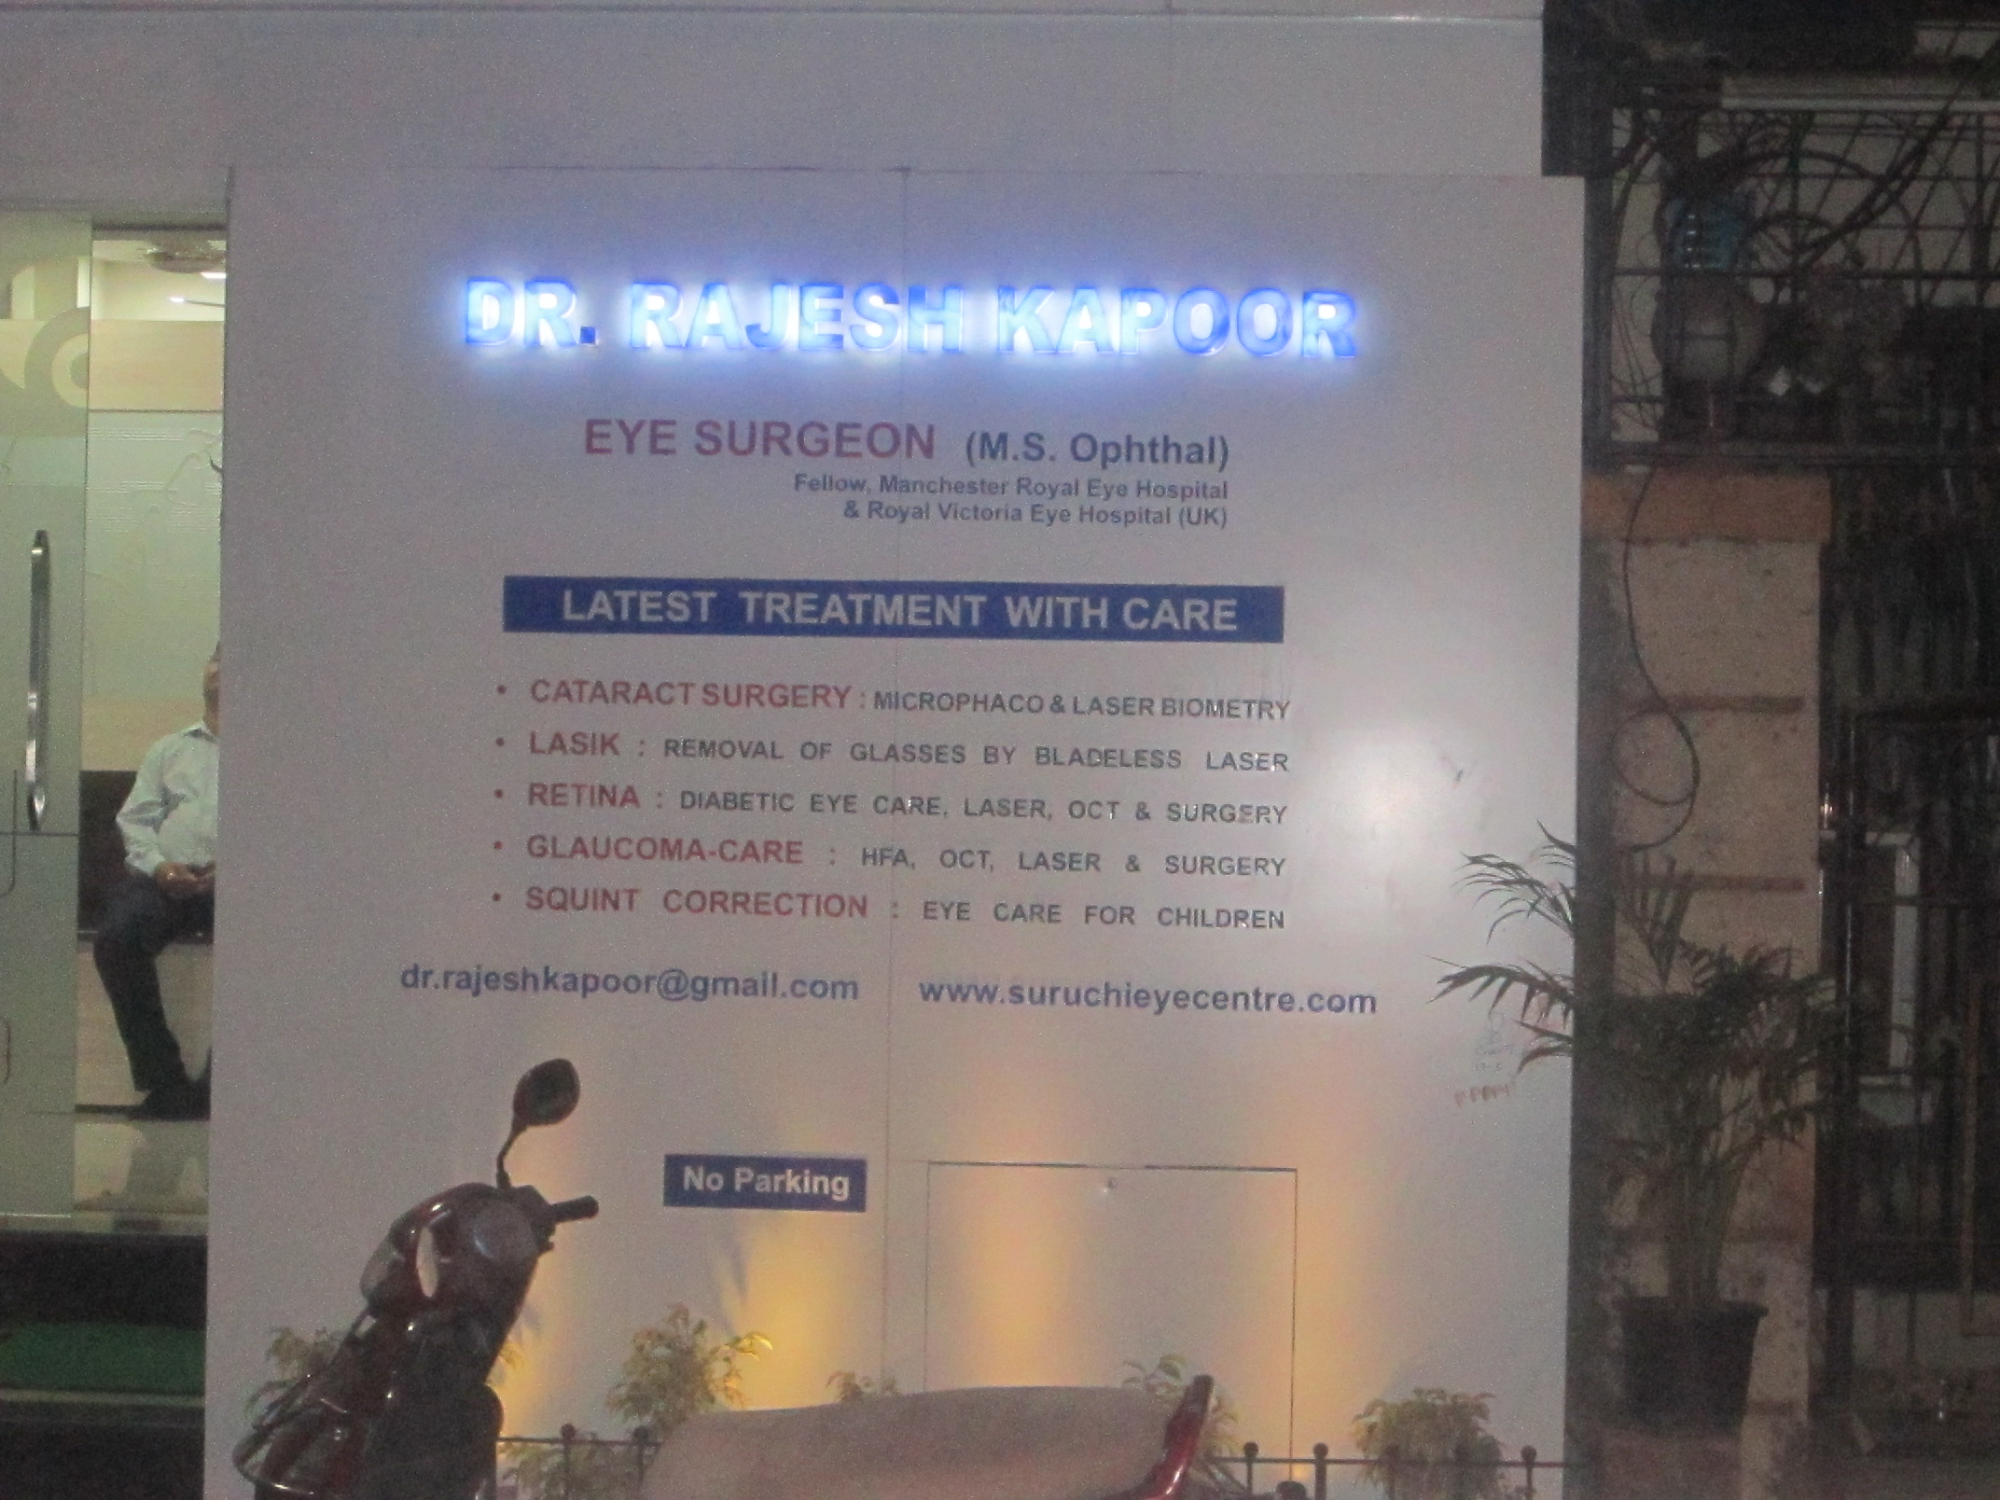 DR. RAJESH KAPOOR
EYE SURGEON (M.S. Ophthal)
Fellow, Manchester Royal Eye Hospital
& Royal Victoria Eye Hospital (UK)
LATEST TREATMENT WITH CARE
• CATARACT SURGERY : MICROPHACO & LASER BIOMETRY
• LASIK : REMOVAL OF GLASSES BY BLADELESS LASER
• RETINA : DIABETIC EYE CARE, LASER, OCT & SURGERY
• GLAUCOMA-CARE : HFA, OCT, LASER & SURGERY
• SQUINT CORRECTION : EYE CARE FOR CHILDREN
dr.rajeshkapoor@gmail.com www.suruchieyecentre.com
No Parking